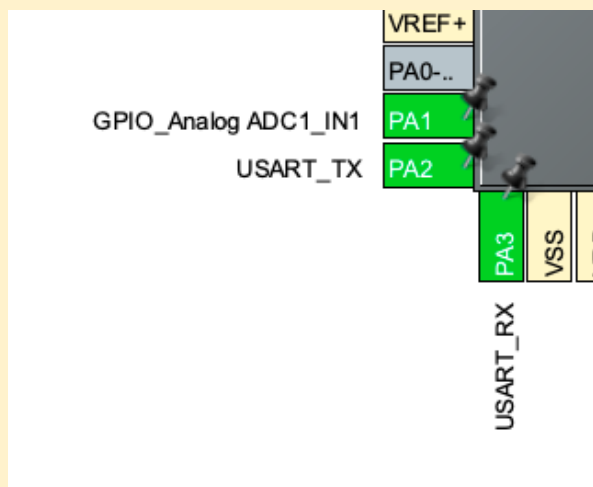 VREF+
PA0-..
GPIO_Analog ADC1_IN1 PA1
USART_TX PA2
PA3 VSS
USART_RX